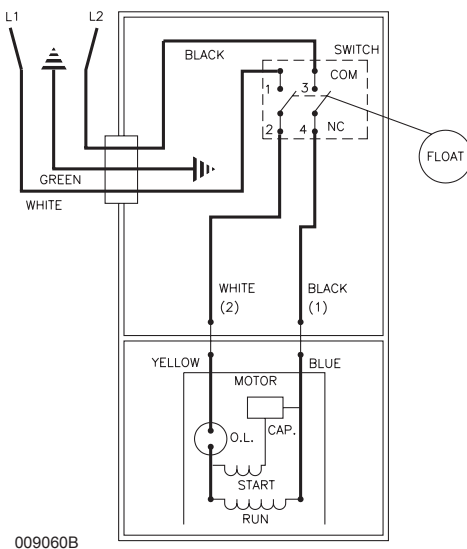 L1
L2
BLACK
SWITCH
COM
1
3
2
4
NC
FLOAT
GREEN
WHITE
WHITE
(2)
BLACK
(1)
YELLOW
BLUE
MOTOR
CAP.
O.L.
START
RUN
009060B